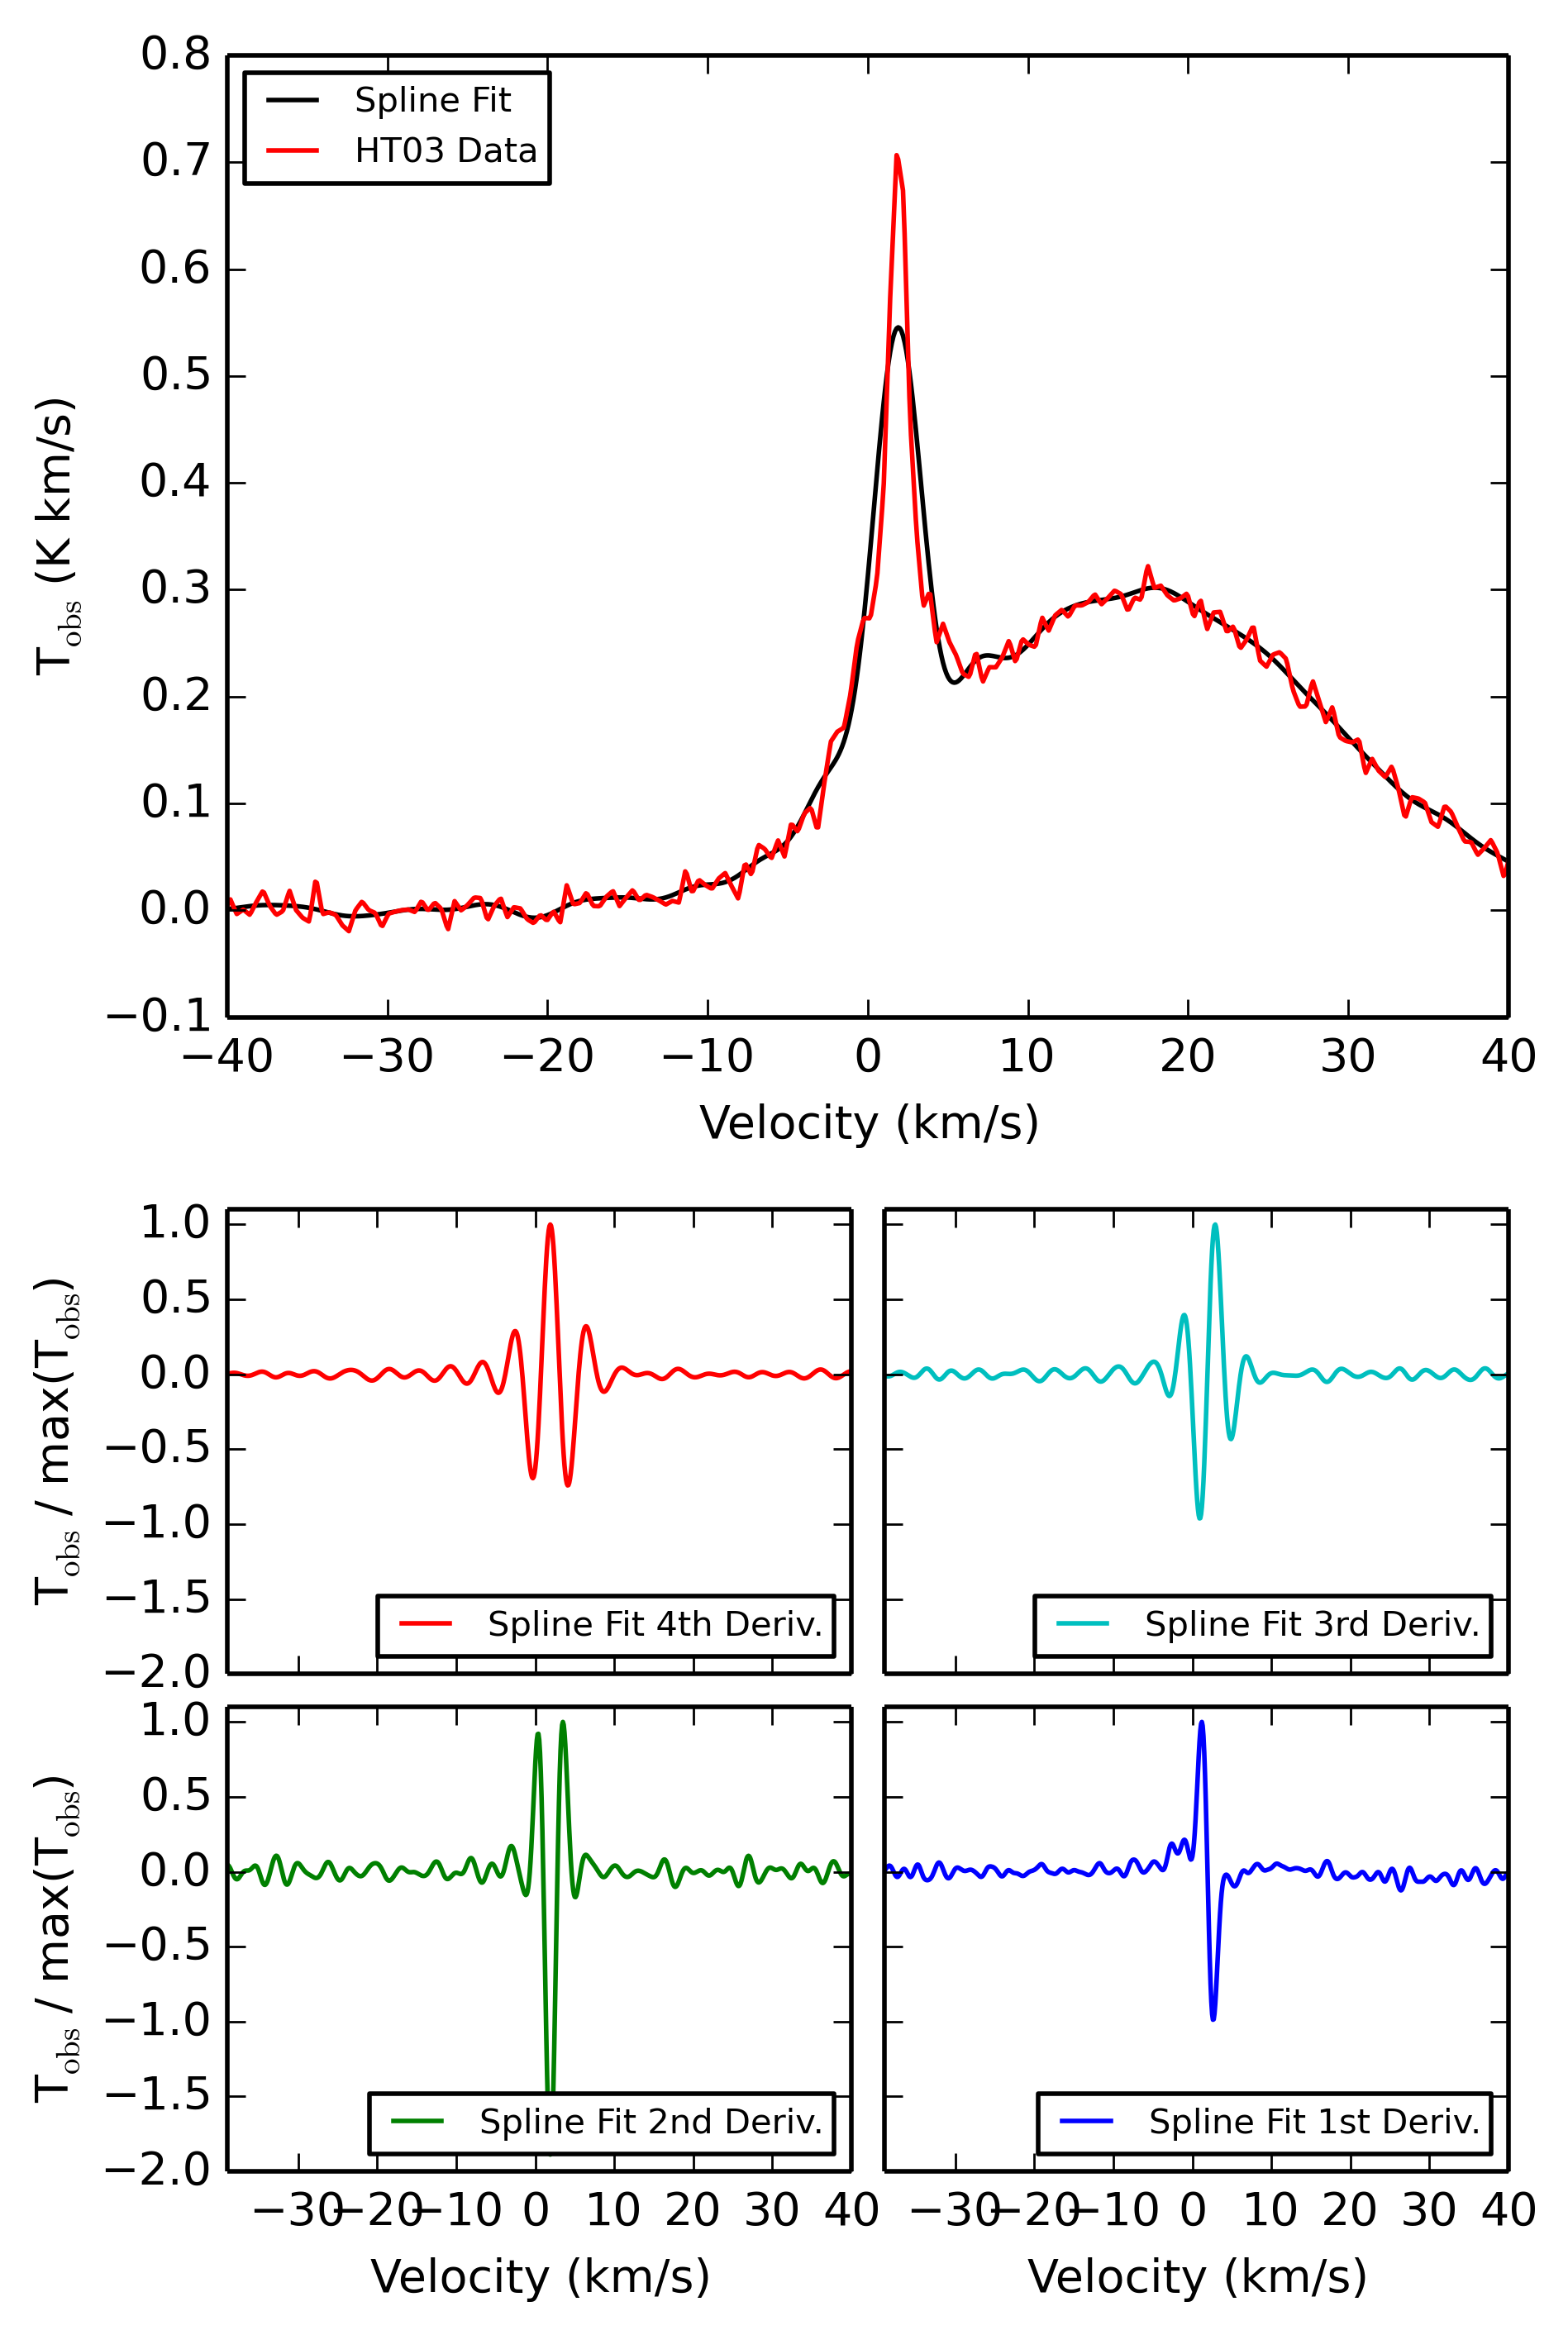 0.8
0.7
0.6
0.5
0.4
0.3
0.2
0.1
0.0
−0.1
T_obs (K km/s)
Spline Fit
HT03 Data
−40 −30 −20 −10 0 10 20 30 40
Velocity (km/s)
1.0
0.5
0.0
−0.5
−1.0
−1.5
−2.0
T_obs / max(T_obs)
Spline Fit 4th Deriv.
Spline Fit 3rd Deriv.
1.0
0.5
0.0
−0.5
−1.0
−1.5
−2.0
T_obs / max(T_obs)
Spline Fit 2nd Deriv.
Spline Fit 1st Deriv.
−30 −20 −10 0 10 20 30 40
−30 −20 −10 0 10 20 30 40
Velocity (km/s)
Velocity (km/s)